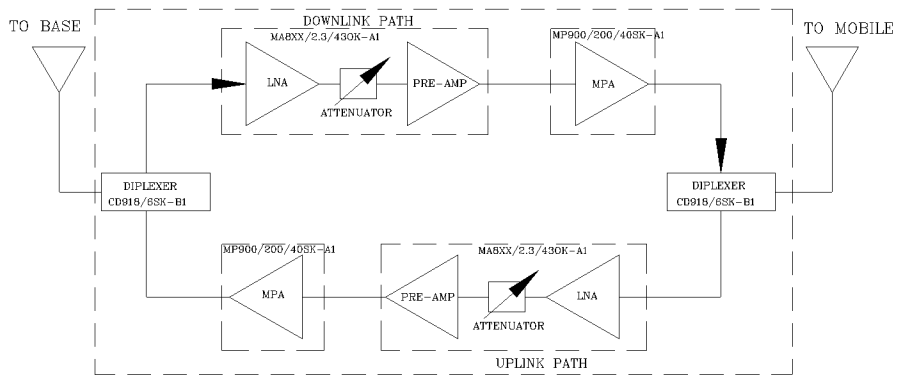 DOWNLINK PATH
TO BASE
TO MOBILE
MA8XX/2.3/430K-A1
MP900/200/40SK-A1
LNA
PRE-AMP
MPA
ATTENUATOR
DIPLEXER
CD918/6SK-B1
DIPLEXER
CD918/6SK-B1
MP900/200/40SK-A1
MA8XX/2.3/430K-A1
MPA
PRE-AMP
LNA
ATTENUATOR
UPLINK PATH